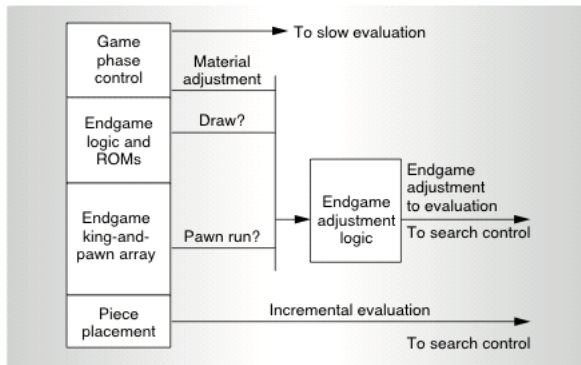 Game
phase
control
To slow evaluation
Material
adjustment
Endgame
logic and
ROMs
Draw?
Endgame
king-and-
pawn array
Pawn run?
Endgame
adjustment
logic
Endgame
adjustment
to evaluation
To search control
Piece
placement
Incremental evaluation
To search control